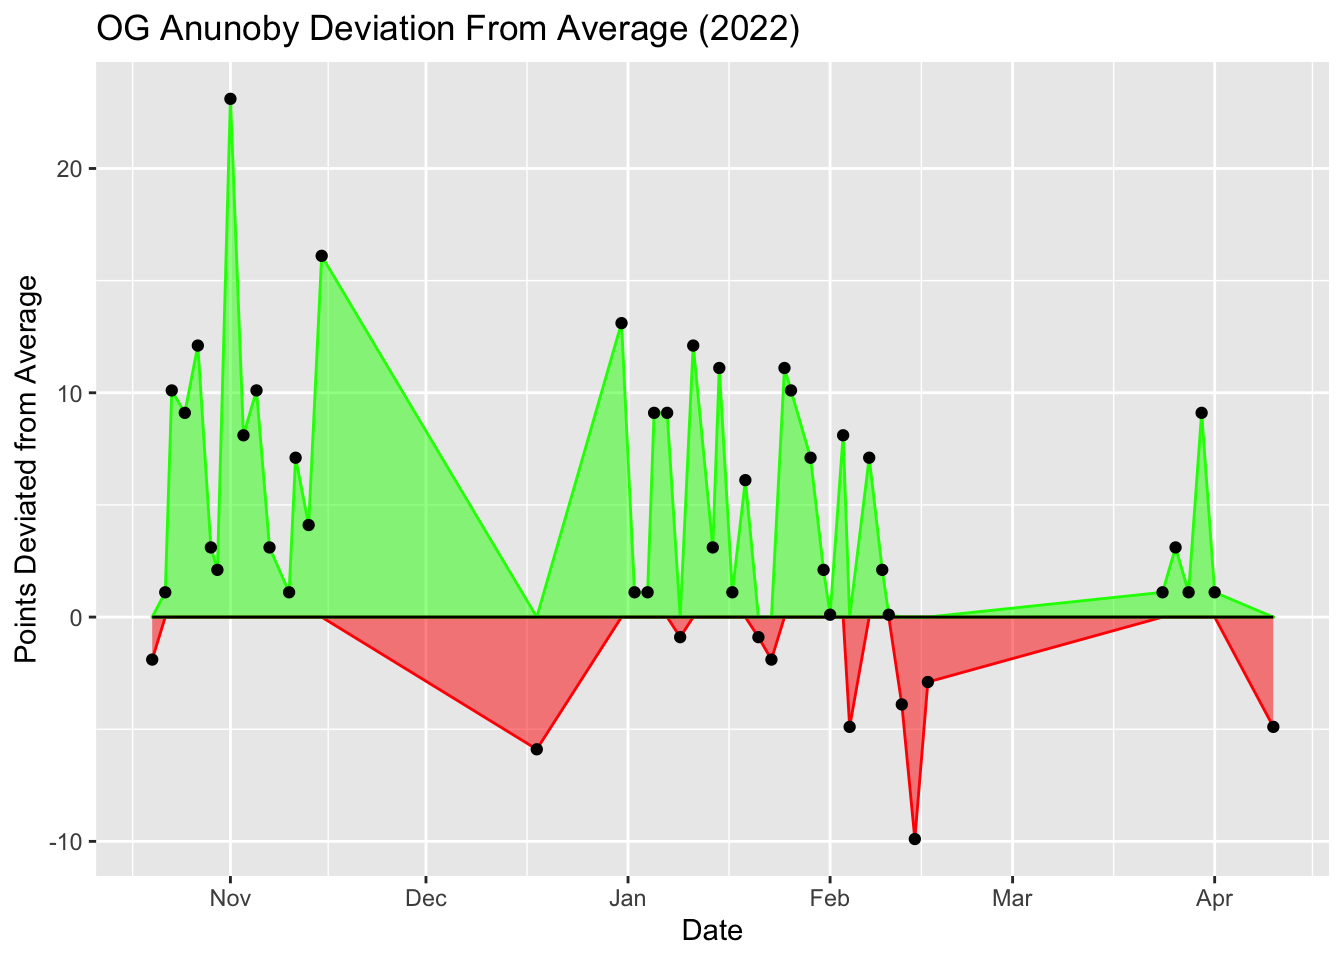 OG Anunoby Deviation From Average (2022)
Points Deviated from Average
20
10
0
-10
Nov Dec Jan Feb Mar Apr
Date